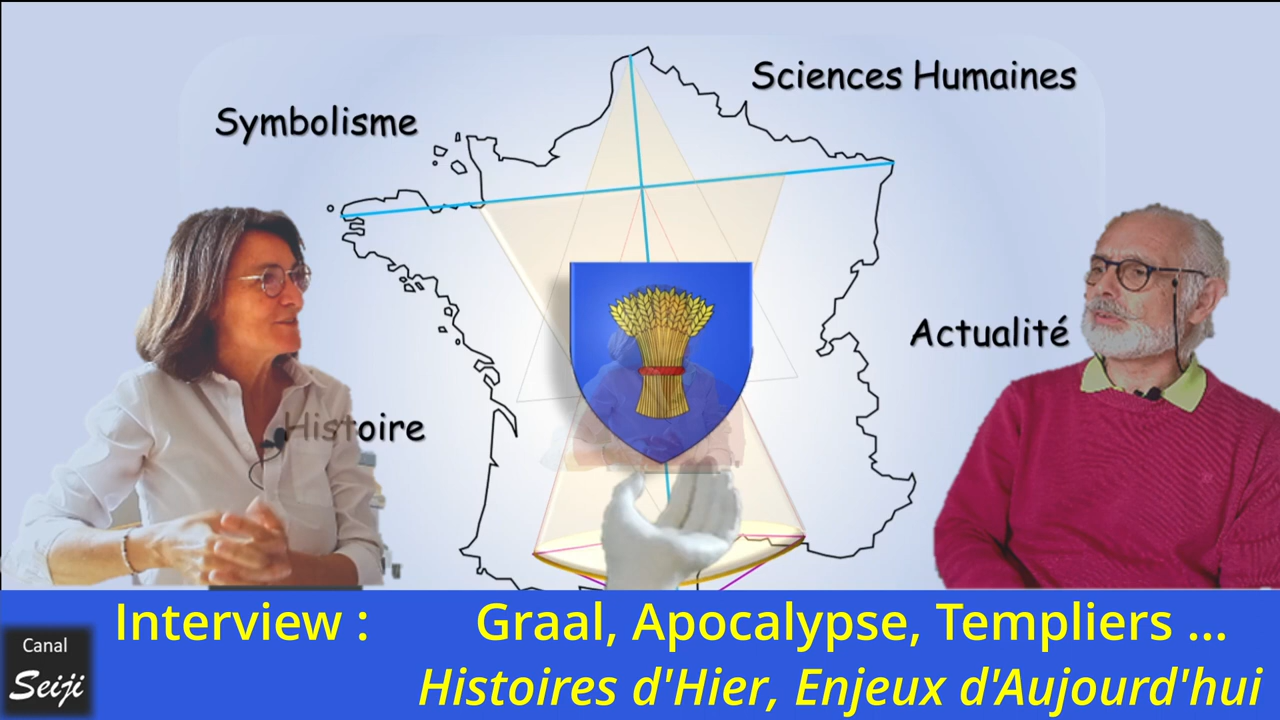 Sciences Humaines
Symbolisme
Actualité
Histoire
Interview : Graal, Apocalypse, Templiers ...
Canal
Seiji
Histoires d'Hier, Enjeux d'Aujourd'hui